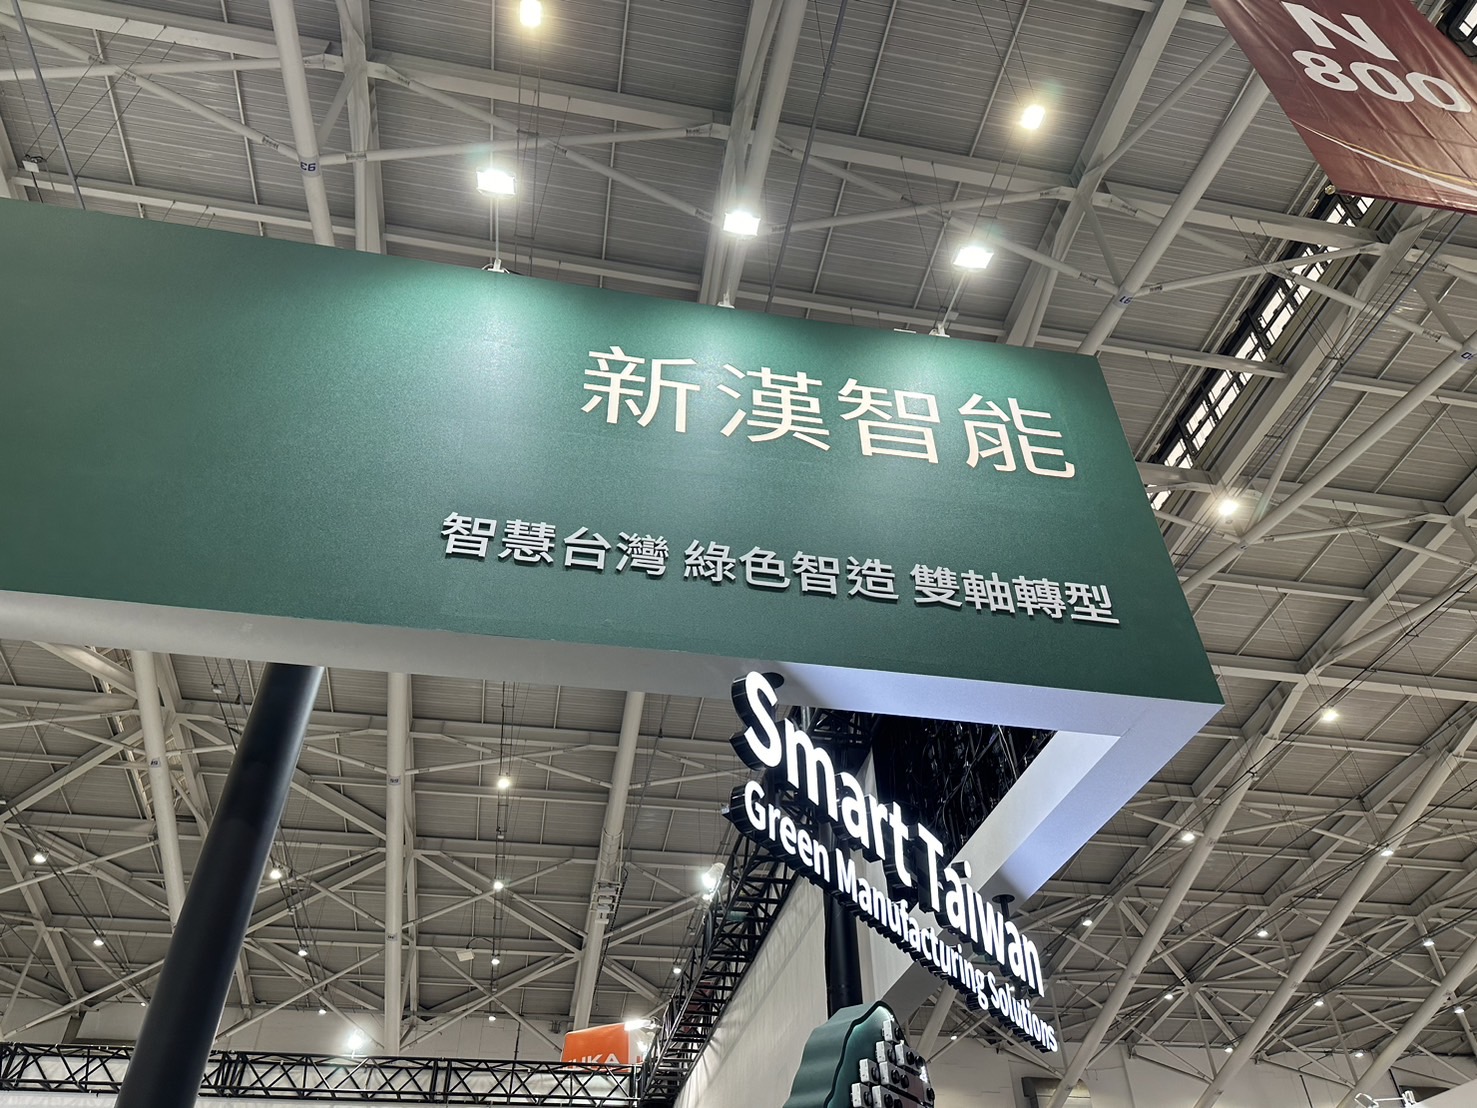 N
800
新漢智能
智慧台灣 綠色智造 雙軸轉型
Smart Taiwan
Green Manufacturing Solutions